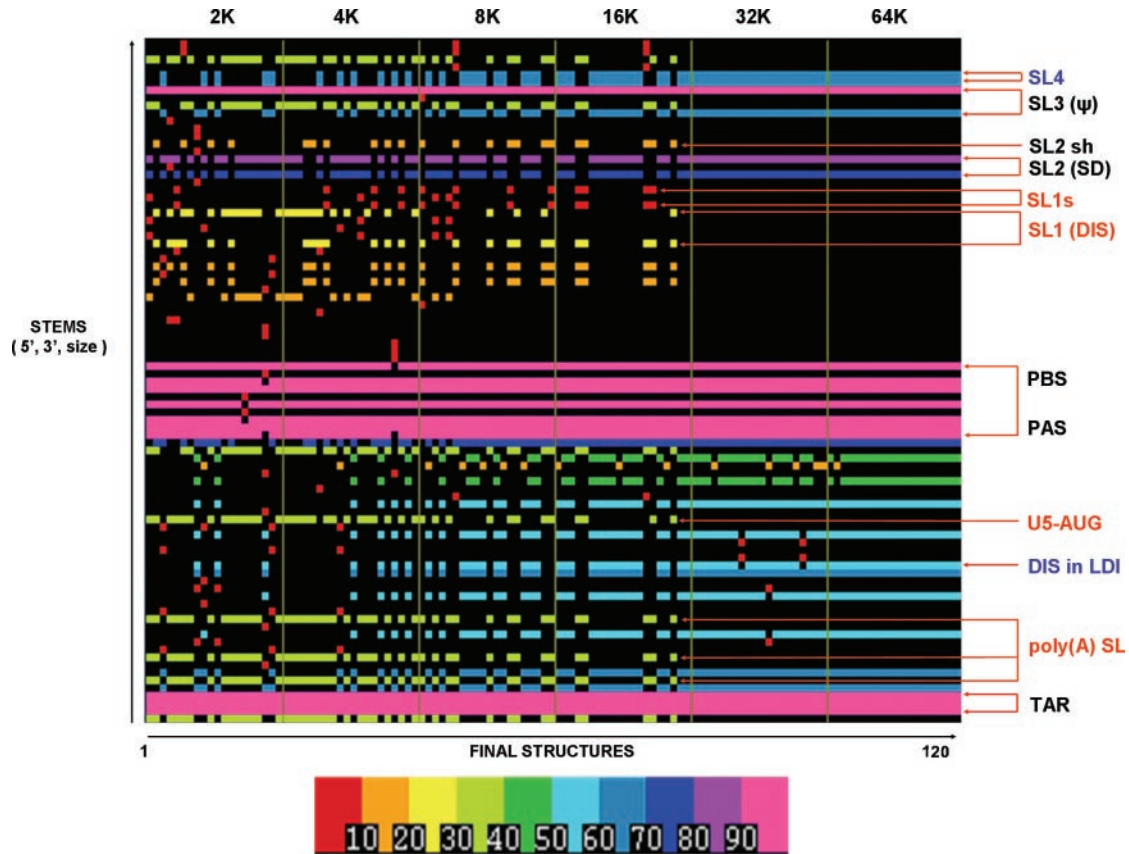 2K 4K 8K 16K 32K 64K
SL4
SL3 (ψ)
SL2 sh
SL2 (SD)
SL1s
SL1 (DIS)
STEMS
( 5', 3', size )
PBS
PAS
U5-AUG
DIS in LDI
poly(A) SL
TAR
1 FINAL STRUCTURES 120
10 20 30 40 50 60 70 80 90